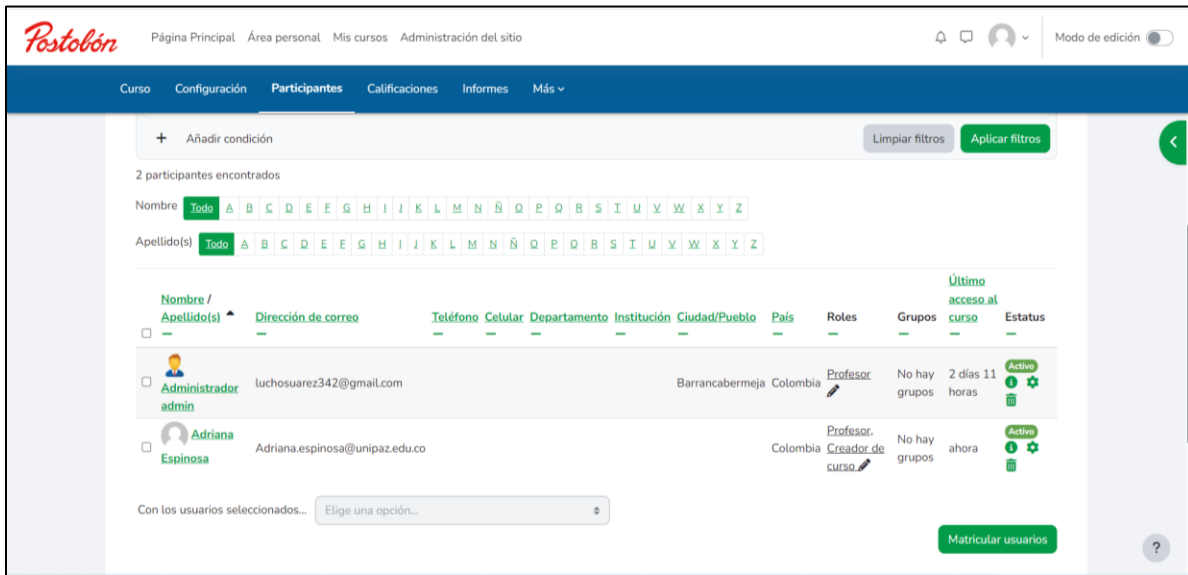 Postobón Página Principal Área personal Mis cursos Administración del sitio Modo de edición
Curso Configuración Participantes Calificaciones Informes Más
+ Añadir condición Limpiar filtros Aplicar filtros
2 participantes encontrados
Nombre Todo A B C D E F G H I J K L M N Ñ O P Q R S T U V W X Y Z
Apellido(s) Todo A B C D E F G H I J K L M N Ñ O P Q R S T U V W X Y Z
Nombre / Apellido(s) Dirección de correo Teléfono Celular Departamento Institución Ciudad/Pueblo País Roles Grupos Último acceso al curso Estatus
Administrador admin luchosuarez342@gmail.com Barrancabermeja Colombia Profesor No hay grupos 2 días 11 horas Activo
Adriana Espinosa Adriana.espinosa@unipaz.edu.co Colombia Profesor, Creador de curso No hay grupos ahora Activo
Con los usuarios seleccionados... Elige una opción...
Matricular usuarios
?